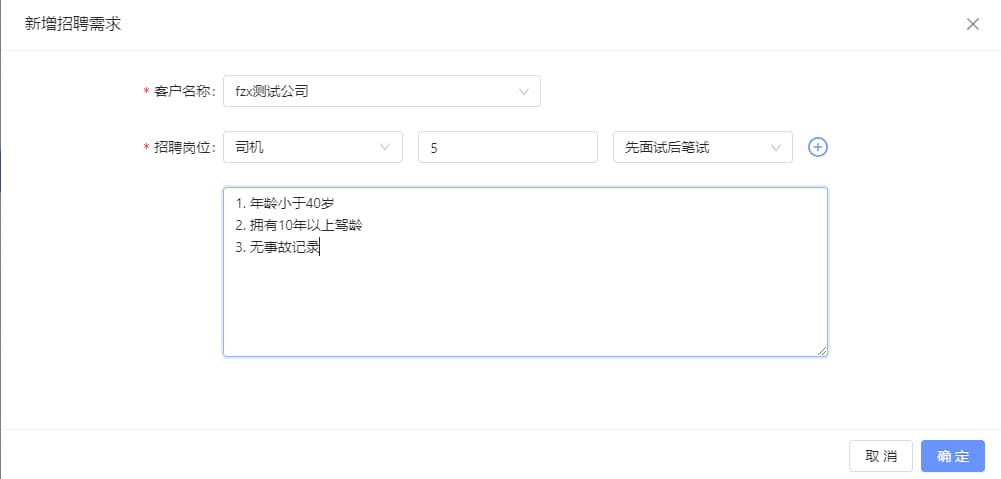 新增招聘需求
* 客户名称: fzx测试公司
* 招聘岗位: 司机 5 先面试后笔试
1. 年龄小于40岁
2. 拥有10年以上驾龄
3. 无事故记录
取 消 确 定